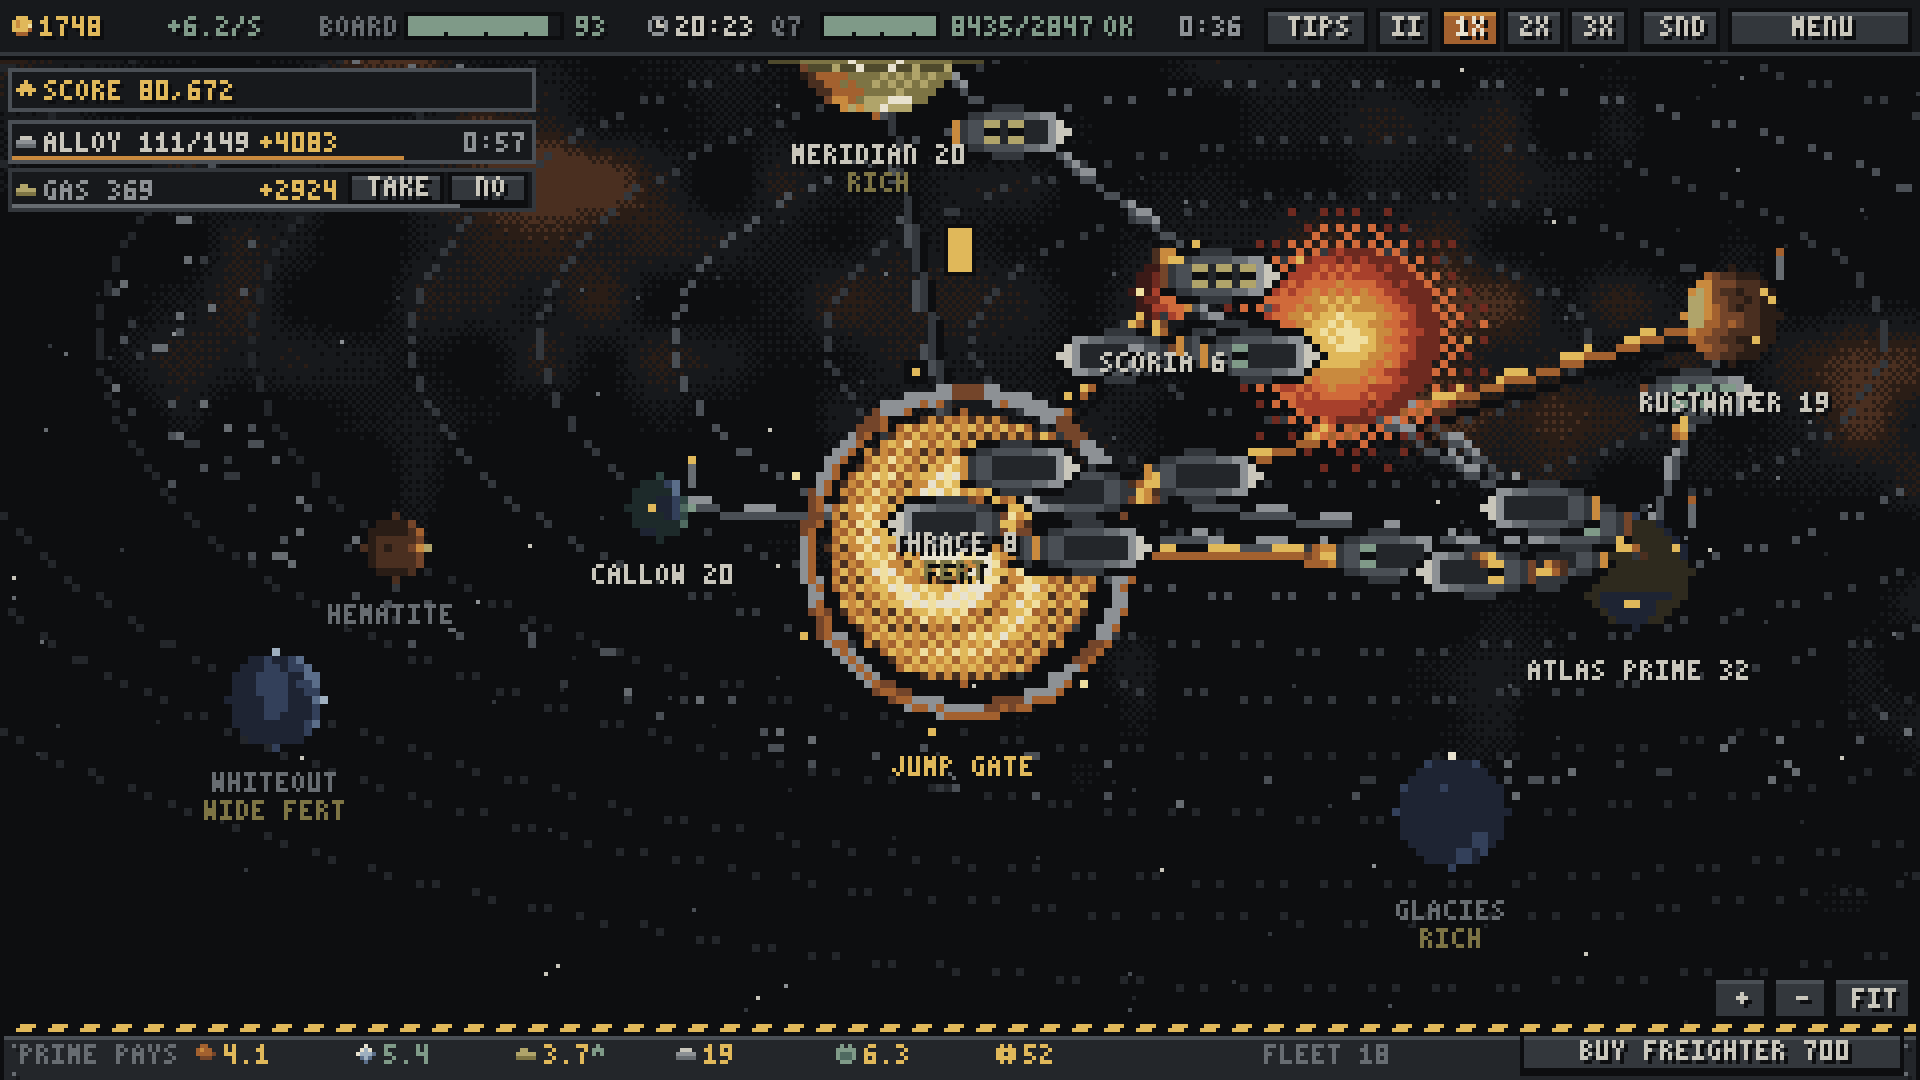 1748 +6.2/S BOARD 93 20:23 Q7 8435/2847 OK 0:36 TIPS II 1X 2X 3X SND MENU
SCORE 80,672
ALLOY 111/149 +4083 0:57
GAS 369 +2924 TAKE NO
MERIDIAN 20
RICH
SCORIA 6
RUSTWATER 19
HRACE 8
FERT
CALLOW 20
HEMATITE
ATLAS PRIME 32
JUMP GATE
WHITEOUT
WIDE FERT
GLACIES
RICH
+ - FIT
PRIME PAYS 4.1 5.4 3.7^ 19 6.3 52 FLEET 18 BUY FREIGHTER 700